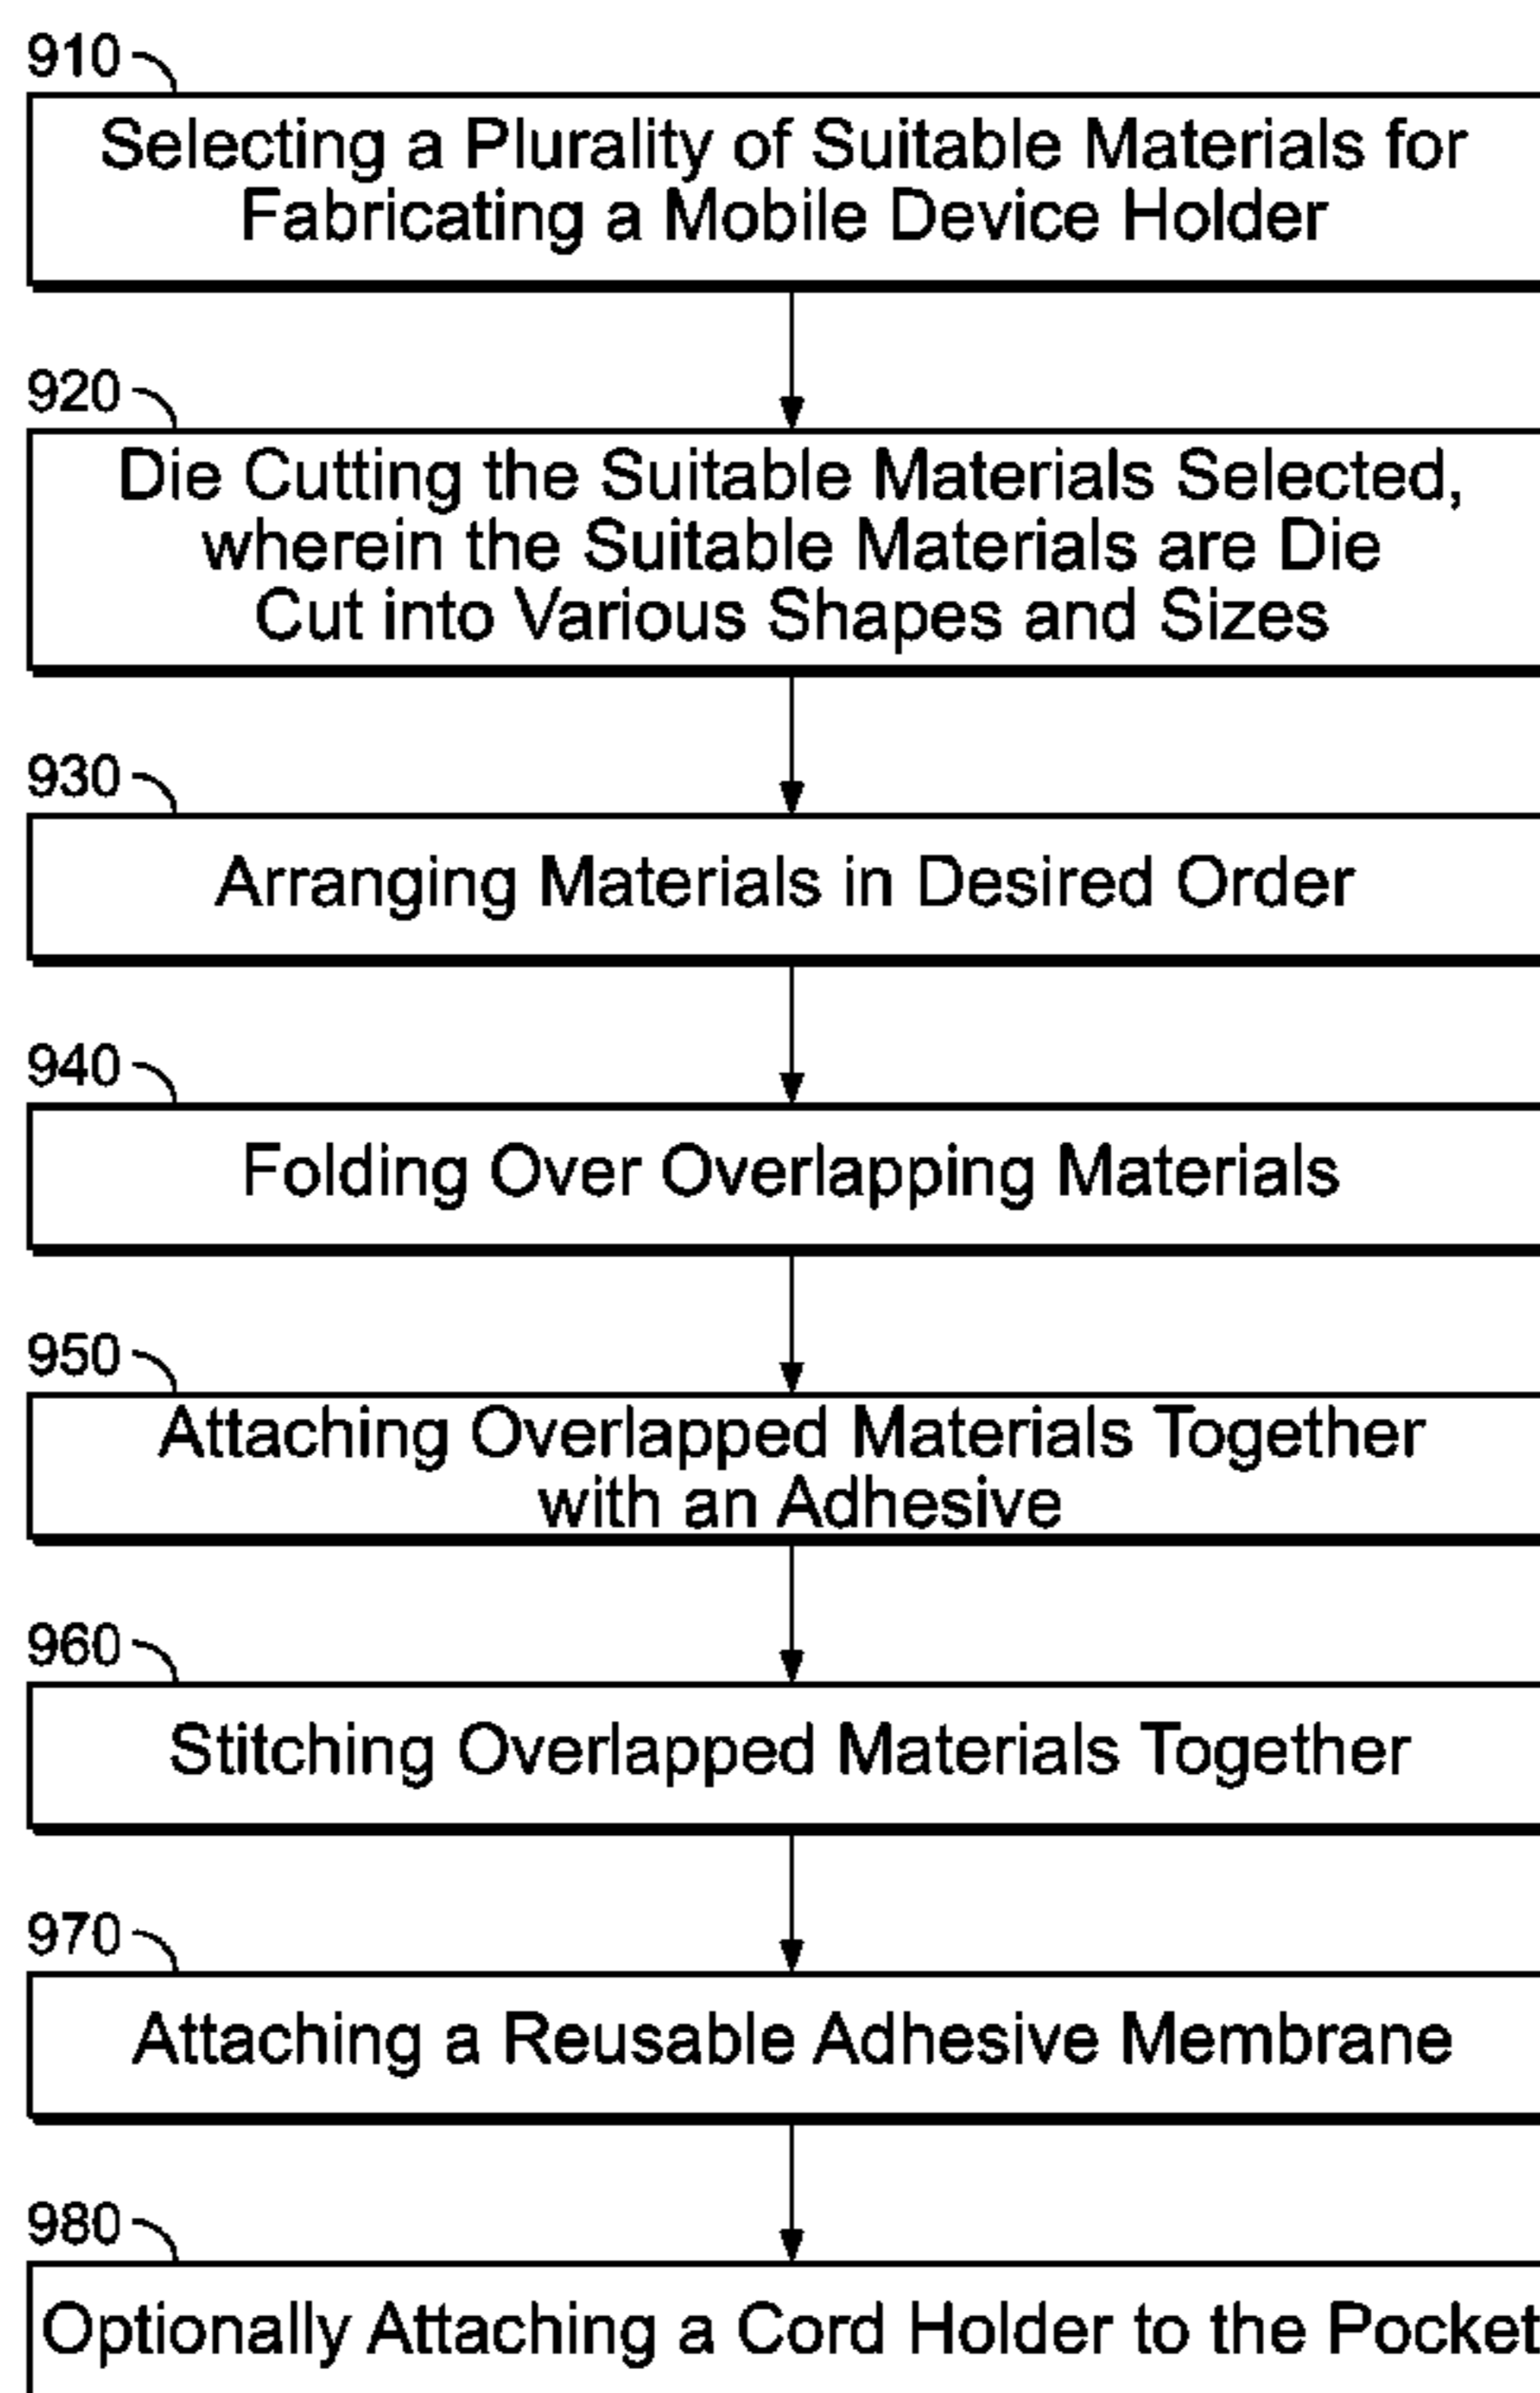 910
Selecting a Plurality of Suitable Materials for
Fabricating a Mobile Device Holder
920
Die Cutting the Suitable Materials Selected,
wherein the Suitable Materials are Die
Cut into Various Shapes and Sizes
930
Arranging Materials in Desired Order
940
Folding Over Overlapping Materials
950
Attaching Overlapped Materials Together
with an Adhesive
960
Stitching Overlapped Materials Together
970
Attaching a Reusable Adhesive Membrane
980
Optionally Attaching a Cord Holder to the Pocket